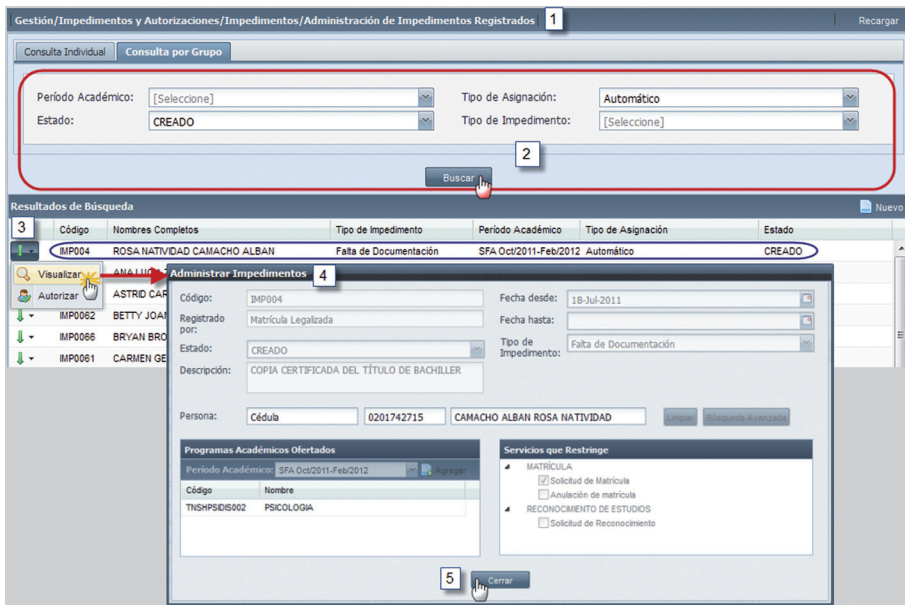 Gestión/Impedimentos y Autorizaciones/Impedimentos/Administración de Impedimentos Registrados 1 Recargar
Consulta Individual Consulta por Grupo
Período Académico: [Seleccione] Tipo de Asignación: Automático
Estado: CREADO Tipo de Impedimento: [Seleccione]
2
Buscar
Resultados de Búsqueda Nuevo
3 Código Nombres Completos Tipo de Impedimento Período Académico Tipo de Asignación Estado
IMP004 ROSA NATIVIDAD CAMACHO ALBAN Falta de Documentación SFA Oct/2011-Feb/2012 Automático CREADO
Visualizar
Autorizar ASTRID CAR
IMP0062 BETTY JOAN
IMP0066 BRYAN BRO
IMP0061 CARMEN GE
Administrar Impedimentos 4
Código: IMP004 Fecha desde: 18-Jul-2011
Registrado por: Matrícula Legalizada Fecha hasta:
Estado: CREADO Tipo de Impedimento: Falta de Documentación
Descripción: COPIA CERTIFICADA DEL TÍTULO DE BACHILLER
Persona: Cédula 0201742715 CAMACHO ALBAN ROSA NATIVIDAD Limpiar Búsqueda Avanzada
Programas Académicos Ofertados
Período Académico: SFA Oct/2011-Feb/2012 Agregar
Código Nombre
TNSHPSIDIS002 PSICOLOGIA
Servicios que Restringe
MATRÍCULA
Solicitud de Matrícula
Anulación de matrícula
RECONOCIMIENTO DE ESTUDIOS
Solicitud de Reconocimiento
5 Cerrar